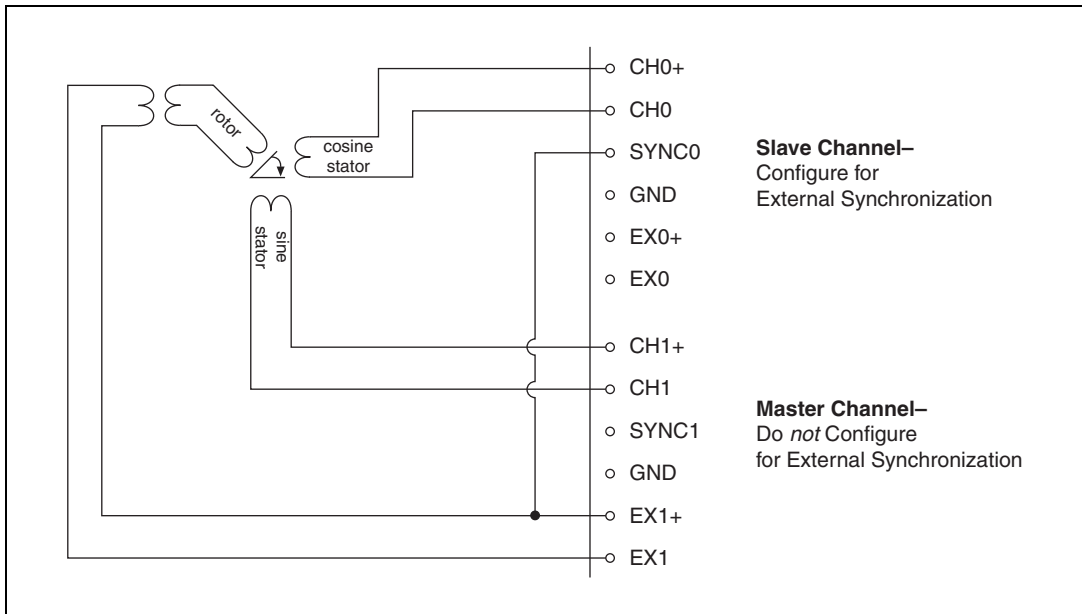 rotor
cosine
stator
sine
stator
CH0+
CH0
SYNC0
GND
EX0+
EX0
Slave Channel–
Configure for
External Synchronization
CH1+
CH1
SYNC1
GND
EX1+
EX1
Master Channel–
Do not Configure
for External Synchronization